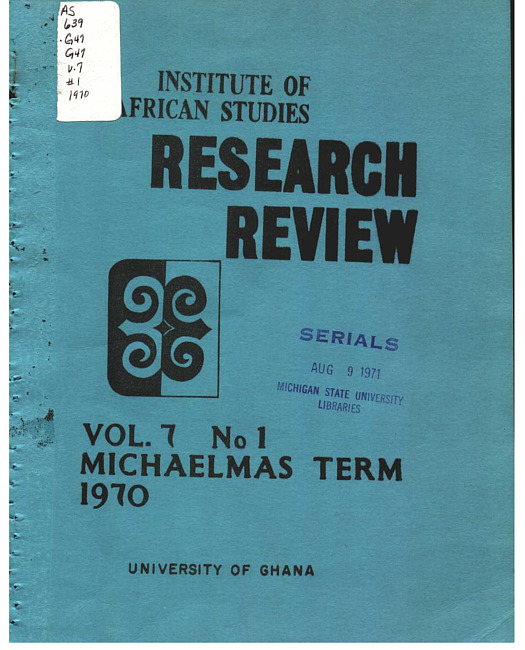 AS
639
.G47
G47
v.7
#1
1970
INSTITUTE OF
AFRICAN STUDIES
RESEARCH
REVIEW
SERIALS
AUG 9 1971
MICHIGAN STATE UNIVERSITY
LIBRARIES
VOL. 7 No 1
MICHAELMAS TERM
1970
UNIVERSITY OF GHANA